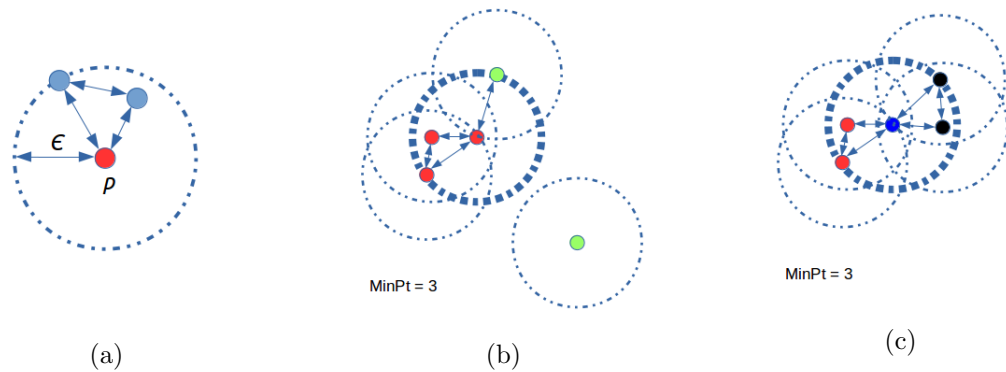 ϵ
p
MinPt = 3
MinPt = 3
(a)
(b)
(c)